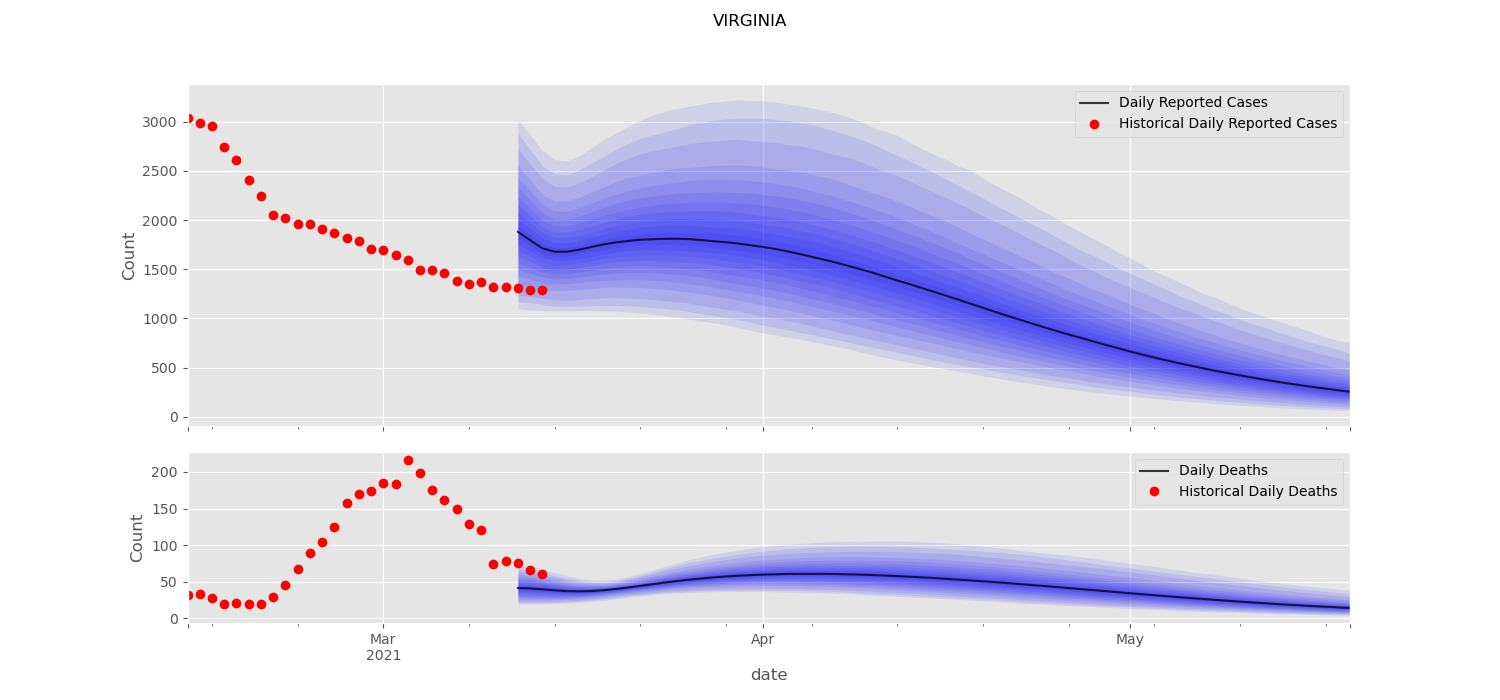 VIRGINIA
Daily Reported Cases
Historical Daily Reported Cases
3000
2500
2000
1500
1000
500
0
Count
Daily Deaths
Historical Daily Deaths
200
150
100
50
0
Count
Mar
2021
Apr
May
date